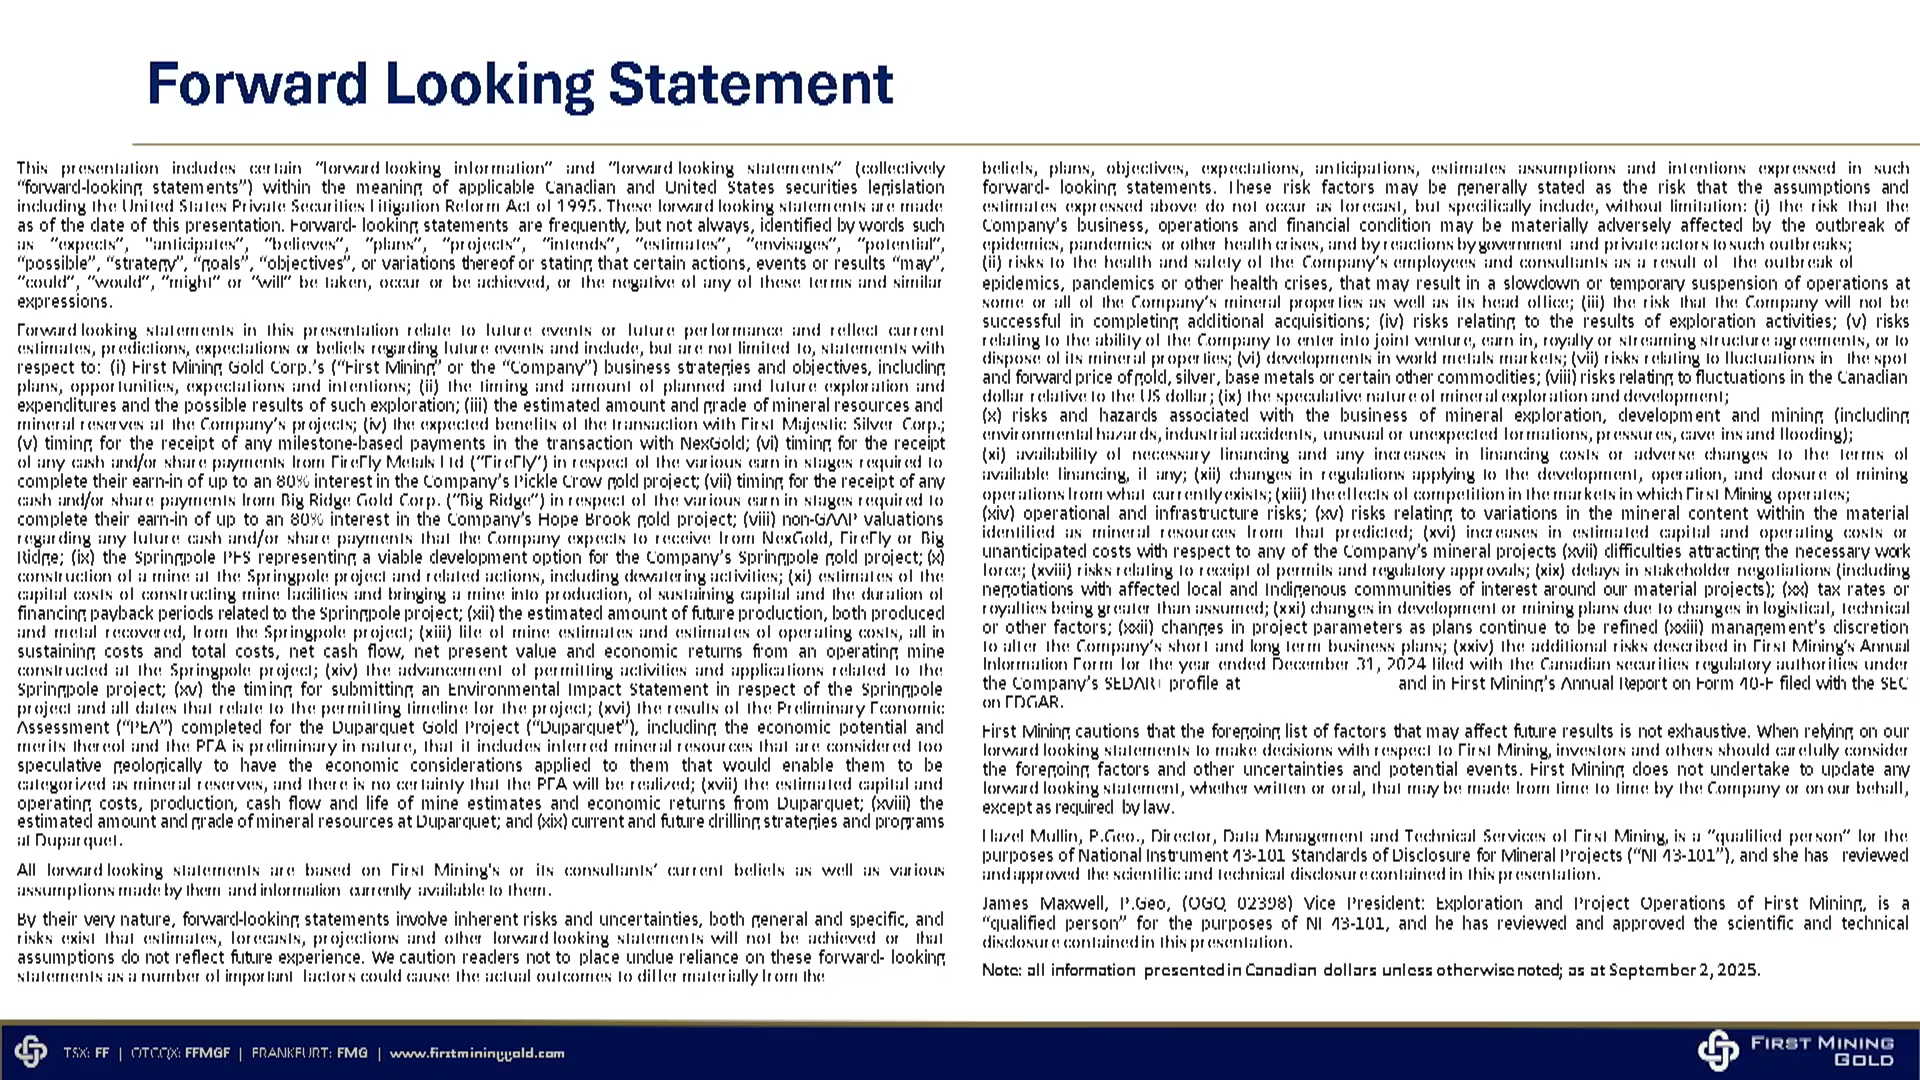 Forward Looking Statement
This presentation includes certain “forward-looking information” and “forward-looking statements” (collectively
“forward-looking statements”) within the meaning of applicable Canadian and United States securities legislation
including the United States Private Securities Litigation Reform Act of 1995. These forward-looking statements are made
as of the date of this presentation. Forward- looking statements are frequently, but not always, identified by words such
as “expects”, “anticipates”, “believes”, “plans”, “projects”, “intends”, “estimates”, “envisages”, “potential”,
“possible”, “strategy”, “goals”, “objectives”, or variations thereof or stating that certain actions, events or results “may”,
“could”, “would”, “might” or “will” be taken, occur or be achieved, or the negative of any of these terms and similar
expressions.
Forward-looking statements in this presentation relate to future events or future performance and reflect current
estimates, predictions, expectations or beliefs regarding future events and include, but are not limited to, statements with
respect to: (i) First Mining Gold Corp.’s (“First Mining” or the “Company”) business strategies and objectives, including
plans, opportunities, expectations and intentions; (ii) the timing and amount of planned and future exploration and
expenditures and the possible results of such exploration; (iii) the estimated amount and grade of mineral resources and
mineral reserves at the Company’s projects; (iv) the expected benefits of the transaction with First Majestic Silver Corp.;
(v) timing for the receipt of any milestone-based payments in the transaction with NexGold; (vi) timing for the receipt
of any cash and/or share payments from FireFly Metals Ltd (“FireFly”) in respect of the various earn-in stages required to
complete their earn-in of up to an 80% interest in the Company’s Pickle Crow gold project; (vii) timing for the receipt of any
cash and/or share payments from Big Ridge Gold Corp. (“Big Ridge”) in respect of the various earn-in stages required to
complete their earn-in of up to an 80% interest in the Company’s Hope Brook gold project; (viii) non-GAAP valuations
regarding any future cash and/or share payments that the Company expects to receive from NexGold, FireFly or Big
Ridge; (ix) the Springpole PFS representing a viable development option for the Company’s Springpole gold project; (x)
construction of a mine at the Springpole project and related actions, including dewatering activities; (xi) estimates of the
capital costs of constructing mine facilities and bringing a mine into production, of sustaining capital and the duration of
financing payback periods related to the Springpole project; (xii) the estimated amount of future production, both produced
and metal recovered, from the Springpole project; (xiii) life of mine estimates and estimates of operating costs, all in
sustaining costs and total costs, net cash flow, net present value and economic returns from an operating mine
constructed at the Springpole project; (xiv) the advancement of permitting activities and applications related to the
Springpole project; (xv) the timing for submitting an Environmental Impact Statement in respect of the Springpole
project and all dates that relate to the permitting timeline for the project; (xvi) the results of the Preliminary Economic
Assessment (“PEA”) completed for the Duparquet Gold Project (“Duparquet”), including the economic potential and
merits thereof and the PEA is preliminary in nature, that it includes inferred mineral resources that are considered too
speculative geologically to have the economic considerations applied to them that would enable them to be
categorized as mineral reserves, and there is no certainty that the PEA will be realized; (xvii) the estimated capital and
operating costs, production, cash flow and life of mine estimates and economic returns from Duparquet; (xviii) the
estimated amount and grade of mineral resources at Duparquet; and (xix) current and future drilling strategies and programs
at Duparquet.
All forward-looking statements are based on First Mining's or its consultants’ current beliefs as well as various
assumptions made by them and information currently available to them.
By their very nature, forward-looking statements involve inherent risks and uncertainties, both general and specific, and
risks exist that estimates, forecasts, projections and other forward-looking statements will not be achieved or that
assumptions do not reflect future experience. We caution readers not to place undue reliance on these forward- looking
statements as a number of important factors could cause the actual outcomes to differ materially from the
beliefs, plans, objectives, expectations, anticipations, estimates assumptions and intentions expressed in such
forward- looking statements. These risk factors may be generally stated as the risk that the assumptions and
estimates expressed above do not occur as forecast, but specifically include, without limitation: (i) the risk that the
Company’s business, operations and financial condition may be materially adversely affected by the outbreak of
epidemics, pandemics or other health crises, and by reactions by government and private actors to such outbreaks;
(ii) risks to the health and safety of the Company’s employees and consultants as a result of the outbreak of
epidemics, pandemics or other health crises, that may result in a slowdown or temporary suspension of operations at
some or all of the Company’s mineral properties as well as its head office; (iii) the risk that the Company will not be
successful in completing additional acquisitions; (iv) risks relating to the results of exploration activities; (v) risks
relating to the ability of the Company to enter into joint venture, earn in, royalty or streaming structure agreements, or to
dispose of its mineral properties; (vi) developments in world metals markets; (vii) risks relating to fluctuations in the spot
and forward price of gold, silver, base metals or certain other commodities; (viii) risks relating to fluctuations in the Canadian
dollar relative to the US dollar; (ix) the speculative nature of mineral exploration and development;
(x) risks and hazards associated with the business of mineral exploration, development and mining (including
environmental hazards, industrial accidents, unusual or unexpected formations, pressures, cave-ins and flooding);
(xi) availability of necessary financing and any increases in financing costs or adverse changes to the terms of
available financing, if any; (xii) changes in regulations applying to the development, operation, and closure of mining
operations from what currently exists; (xiii) the effects of competition in the markets in which First Mining operates;
(xiv) operational and infrastructure risks; (xv) risks relating to variations in the mineral content within the material
identified as mineral resources from that predicted; (xvi) increases in estimated capital and operating costs or
unanticipated costs with respect to any of the Company’s mineral projects (xvii) difficulties attracting the necessary work
force; (xviii) risks relating to receipt of permits and regulatory approvals; (xix) delays in stakeholder negotiations (including
negotiations with affected local and Indigenous communities of interest around our material projects); (xx) tax rates or
royalties being greater than assumed; (xxi) changes in development or mining plans due to changes in logistical, technical
or other factors; (xxii) changes in project parameters as plans continue to be refined (xxiii) management’s discretion
to alter the Company’s short and long term business plans; (xxiv) the additional risks described in First Mining’s Annual
Information Form for the year ended December 31, 2024 filed with the Canadian securities regulatory authorities under
the Company’s SEDAR+ profile at and in First Mining’s Annual Report on Form 40-F filed with the SEC
on EDGAR.
First Mining cautions that the foregoing list of factors that may affect future results is not exhaustive. When relying on our
forward-looking statements to make decisions with respect to First Mining, investors and others should carefully consider
the foregoing factors and other uncertainties and potential events. First Mining does not undertake to update any
forward-looking statement, whether written or oral, that may be made from time to time by the Company or on our behalf,
except as required by law.
Hazel Mullin, P.Geo., Director, Data Management and Technical Services of First Mining, is a “qualified person” for the
purposes of National Instrument 43-101 Standards of Disclosure for Mineral Projects (“NI 43-101”), and she has reviewed
and approved the scientific and technical disclosure contained in this presentation.
James Maxwell, P.Geo, (OGQ 02398) Vice President: Exploration and Project Operations of First Mining, is a
“qualified person” for the purposes of NI 43-101, and he has reviewed and approved the scientific and technical
disclosure contained in this presentation.
Note: all information presented in Canadian dollars unless otherwise noted; as at September 2, 2025.
TSX: FF | OTCQX: FFMGF | FRANKFURT: FMG | www.firstmininggold.com
FIRST MINING
GOLD